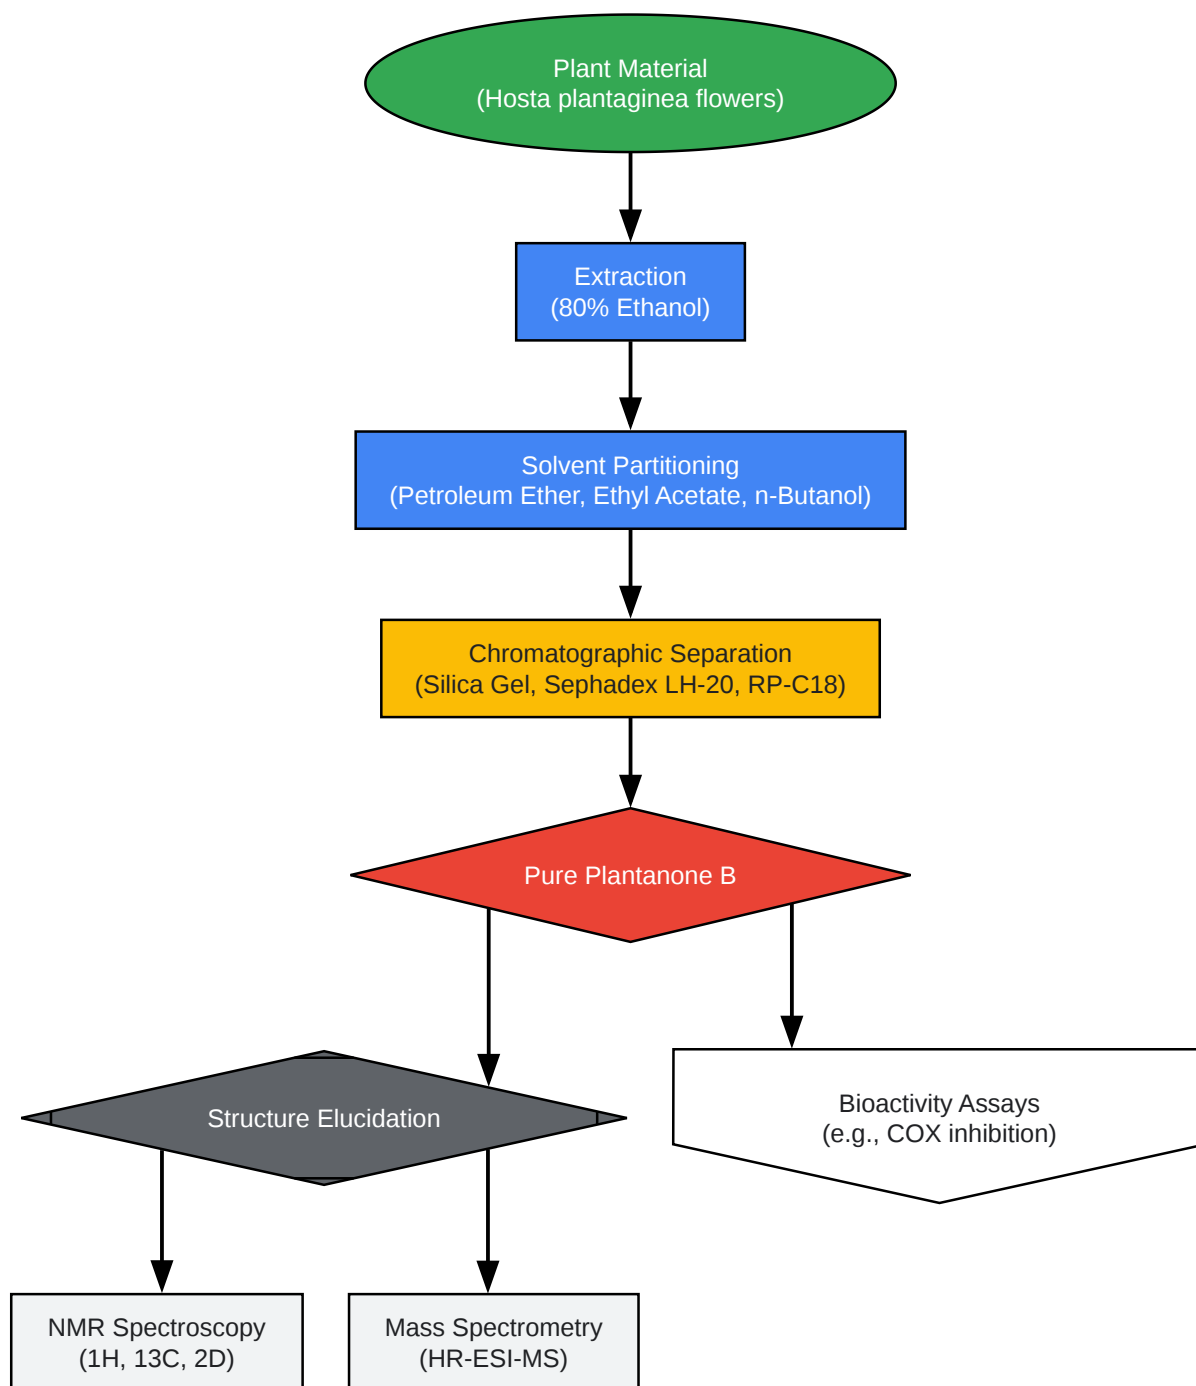 Plant Material
(Hosta plantaginea flowers)
Extraction
(80% Ethanol)
Solvent Partitioning
(Petroleum Ether, Ethyl Acetate, n-Butanol)
Chromatographic Separation
(Silica Gel, Sephadex LH-20, RP-C18)
Pure Plantanone B
Structure Elucidation
Bioactivity Assays
(e.g., COX inhibition)
NMR Spectroscopy
(1H, 13C, 2D)
Mass Spectrometry
(HR-ESI-MS)